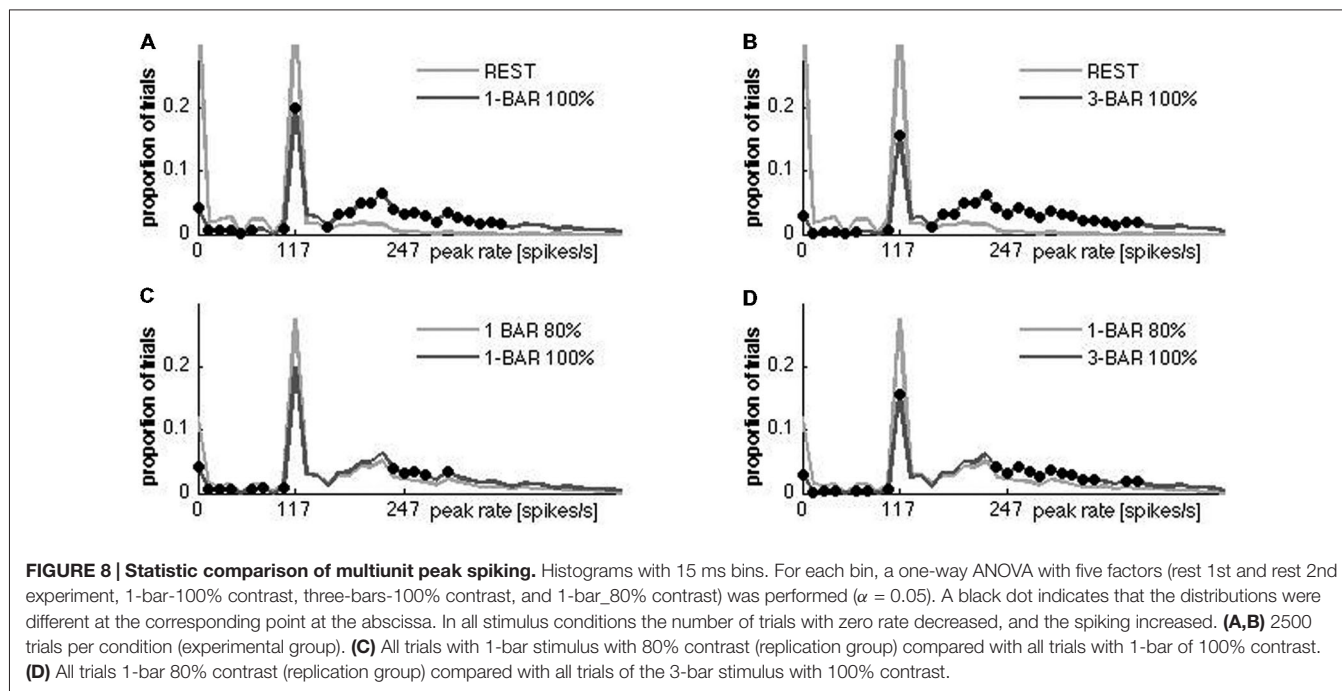 A
B
proportion of trials
0.2
0.1
0
REST
1-BAR 100%
0
117
247
peak rate [spikes/s]
proportion of trials
0.2
0.1
0
REST
3-BAR 100%
0
117
247
peak rate [spikes/s]
C
D
proportion of trials
0.2
0.1
0
1 BAR 80%
1-BAR 100%
0
117
247
peak rate [spikes/s]
proportion of trials
0.2
0.1
0
1-BAR 80%
3-BAR 100%
0
117
247
peak rate [spikes/s]
FIGURE 8 | Statistic comparison of multiunit peak spiking. Histograms with 15 ms bins. For each bin, a one-way ANOVA with five factors (rest 1st and rest 2nd
experiment, 1-bar-100% contrast, three-bars-100% contrast, and 1-bar_80% contrast) was performed (α = 0.05). A black dot indicates that the distributions were
different at the corresponding point at the abscissa. In all stimulus conditions the number of trials with zero rate decreased, and the spiking increased. (A,B) 2500
trials per condition (experimental group). (C) All trials with 1-bar stimulus with 80% contrast (replication group) compared with all trials with 1-bar of 100% contrast.
(D) All trials 1-bar 80% contrast (replication group) compared with all trials of the 3-bar stimulus with 100% contrast.